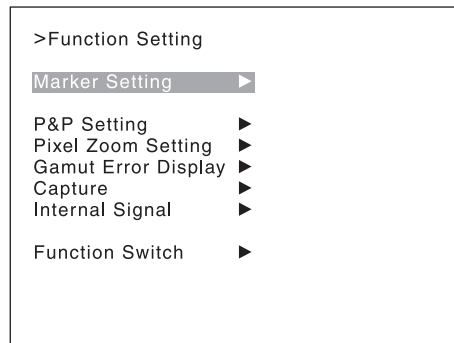 >Function Setting
Marker Setting ▶
P&P Setting ▶
Pixel Zoom Setting ▶
Gamut Error Display ▶
Capture ▶
Internal Signal ▶
Function Switch ▶